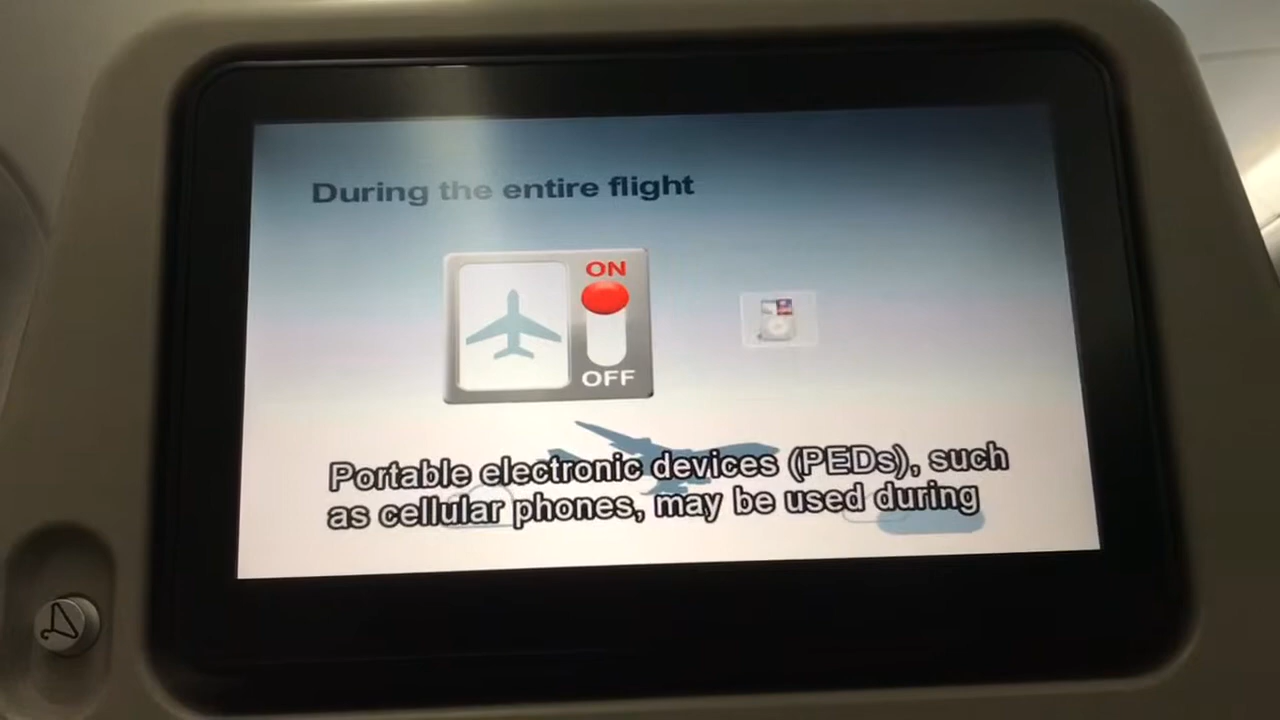 During the entire flight
ON
OFF
Portable electronic devices (PEDs), such
as cellular phones, may be used during